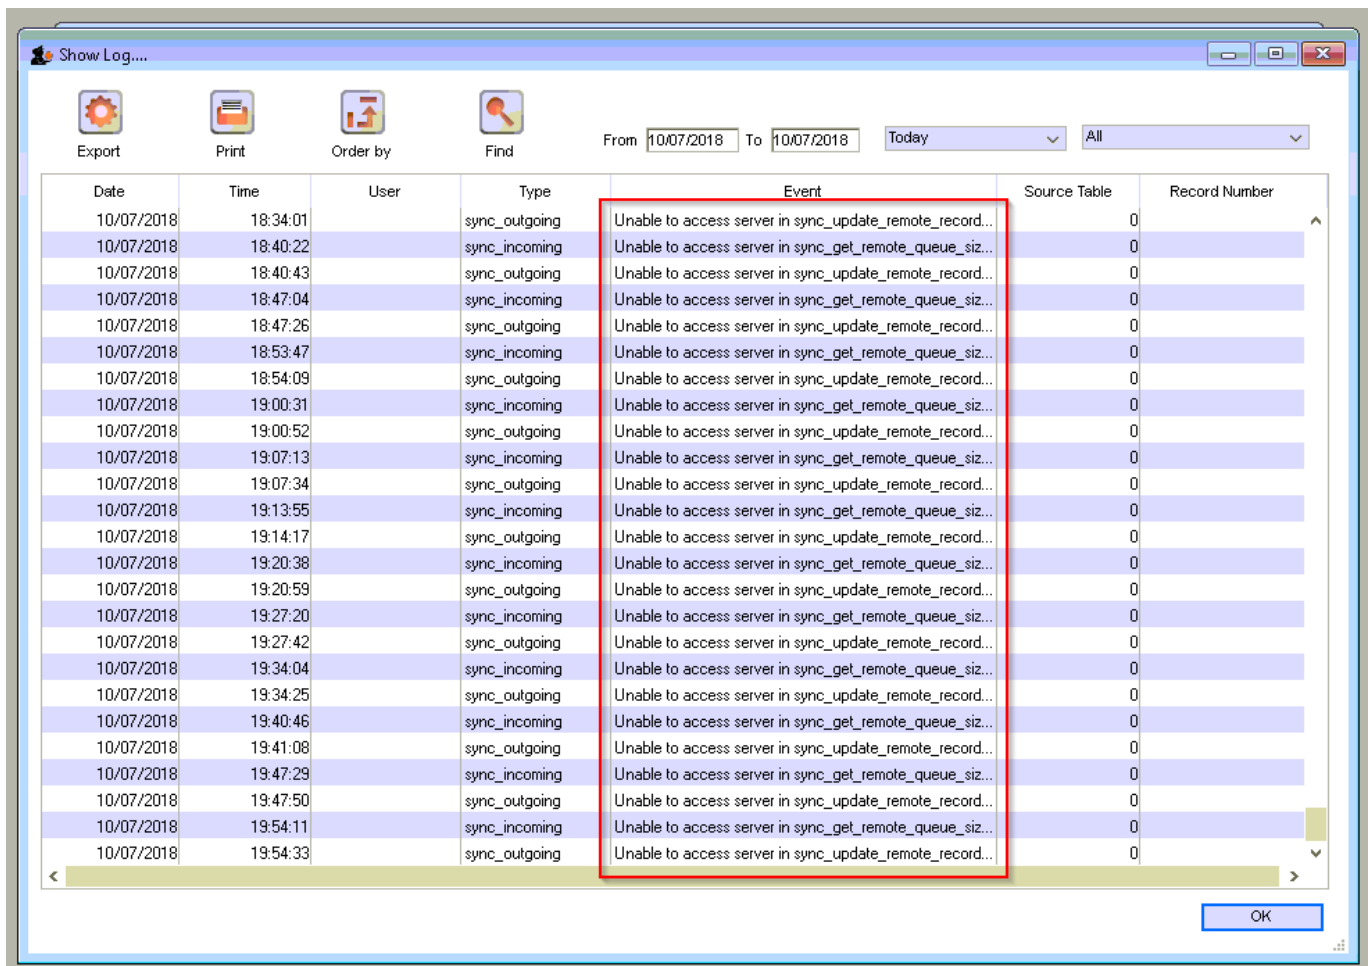 Show Log....
Export Print Order by Find From 10/07/2018 To 10/07/2018 Today All
Date Time User Type Event Source Table Record Number
10/07/2018 18:34:01 sync_outgoing Unable to access server in sync_update_remote_record... 0
10/07/2018 18:40:22 sync_incoming Unable to access server in sync_get_remote_queue_siz... 0
10/07/2018 18:40:43 sync_outgoing Unable to access server in sync_update_remote_record... 0
10/07/2018 18:47:04 sync_incoming Unable to access server in sync_get_remote_queue_siz... 0
10/07/2018 18:47:26 sync_outgoing Unable to access server in sync_update_remote_record... 0
10/07/2018 18:53:47 sync_incoming Unable to access server in sync_get_remote_queue_siz... 0
10/07/2018 18:54:09 sync_outgoing Unable to access server in sync_update_remote_record... 0
10/07/2018 19:00:31 sync_incoming Unable to access server in sync_get_remote_queue_siz... 0
10/07/2018 19:00:52 sync_outgoing Unable to access server in sync_update_remote_record... 0
10/07/2018 19:07:13 sync_incoming Unable to access server in sync_get_remote_queue_siz... 0
10/07/2018 19:07:34 sync_outgoing Unable to access server in sync_update_remote_record... 0
10/07/2018 19:13:55 sync_incoming Unable to access server in sync_get_remote_queue_siz... 0
10/07/2018 19:14:17 sync_outgoing Unable to access server in sync_update_remote_record... 0
10/07/2018 19:20:38 sync_incoming Unable to access server in sync_get_remote_queue_siz... 0
10/07/2018 19:20:59 sync_outgoing Unable to access server in sync_update_remote_record... 0
10/07/2018 19:27:20 sync_incoming Unable to access server in sync_get_remote_queue_siz... 0
10/07/2018 19:27:42 sync_outgoing Unable to access server in sync_update_remote_record... 0
10/07/2018 19:34:04 sync_incoming Unable to access server in sync_get_remote_queue_siz... 0
10/07/2018 19:34:25 sync_outgoing Unable to access server in sync_update_remote_record... 0
10/07/2018 19:40:46 sync_incoming Unable to access server in sync_get_remote_queue_siz... 0
10/07/2018 19:41:08 sync_outgoing Unable to access server in sync_update_remote_record... 0
10/07/2018 19:47:29 sync_incoming Unable to access server in sync_get_remote_queue_siz... 0
10/07/2018 19:47:50 sync_outgoing Unable to access server in sync_update_remote_record... 0
10/07/2018 19:54:11 sync_incoming Unable to access server in sync_get_remote_queue_siz... 0
10/07/2018 19:54:33 sync_outgoing Unable to access server in sync_update_remote_record... 0
OK